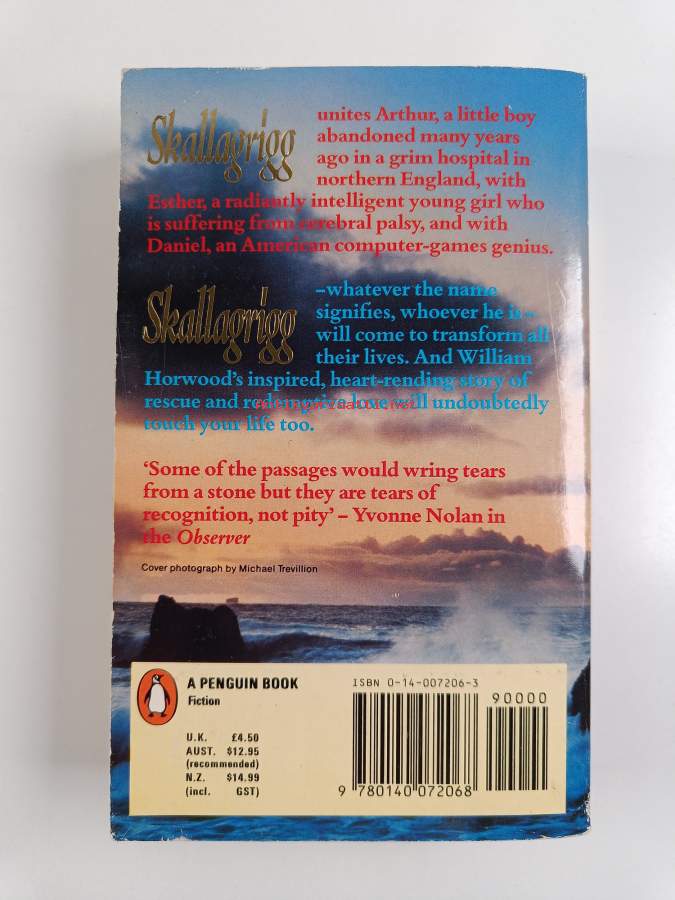 Skallagrigg
unites Arthur, a little boy
abandoned many years
ago in a grim hospital in
northern England, with
Esther, a radiantly intelligent young girl who
is suffering from cerebral palsy, and with
Daniel, an American computer-games genius.
Skallagrigg
–whatever the name
signifies, whoever he is–
will come to transform all
their lives. And William
Horwood's inspired, heart-rending story of
rescue and redemptive love will undoubtedly
touch your life too.
'Some of the passages would wring tears
from a stone but they are tears of
recognition, not pity' – Yvonne Nolan in
the Observer
Cover photograph by Michael Trevillion
A PENGUIN BOOK
Fiction
U.K. £4.50
AUST. $12.95
(recommended)
N.Z. $14.99
(incl. GST)
ISBN 0-14-007206-3
90000
9 780140 072068